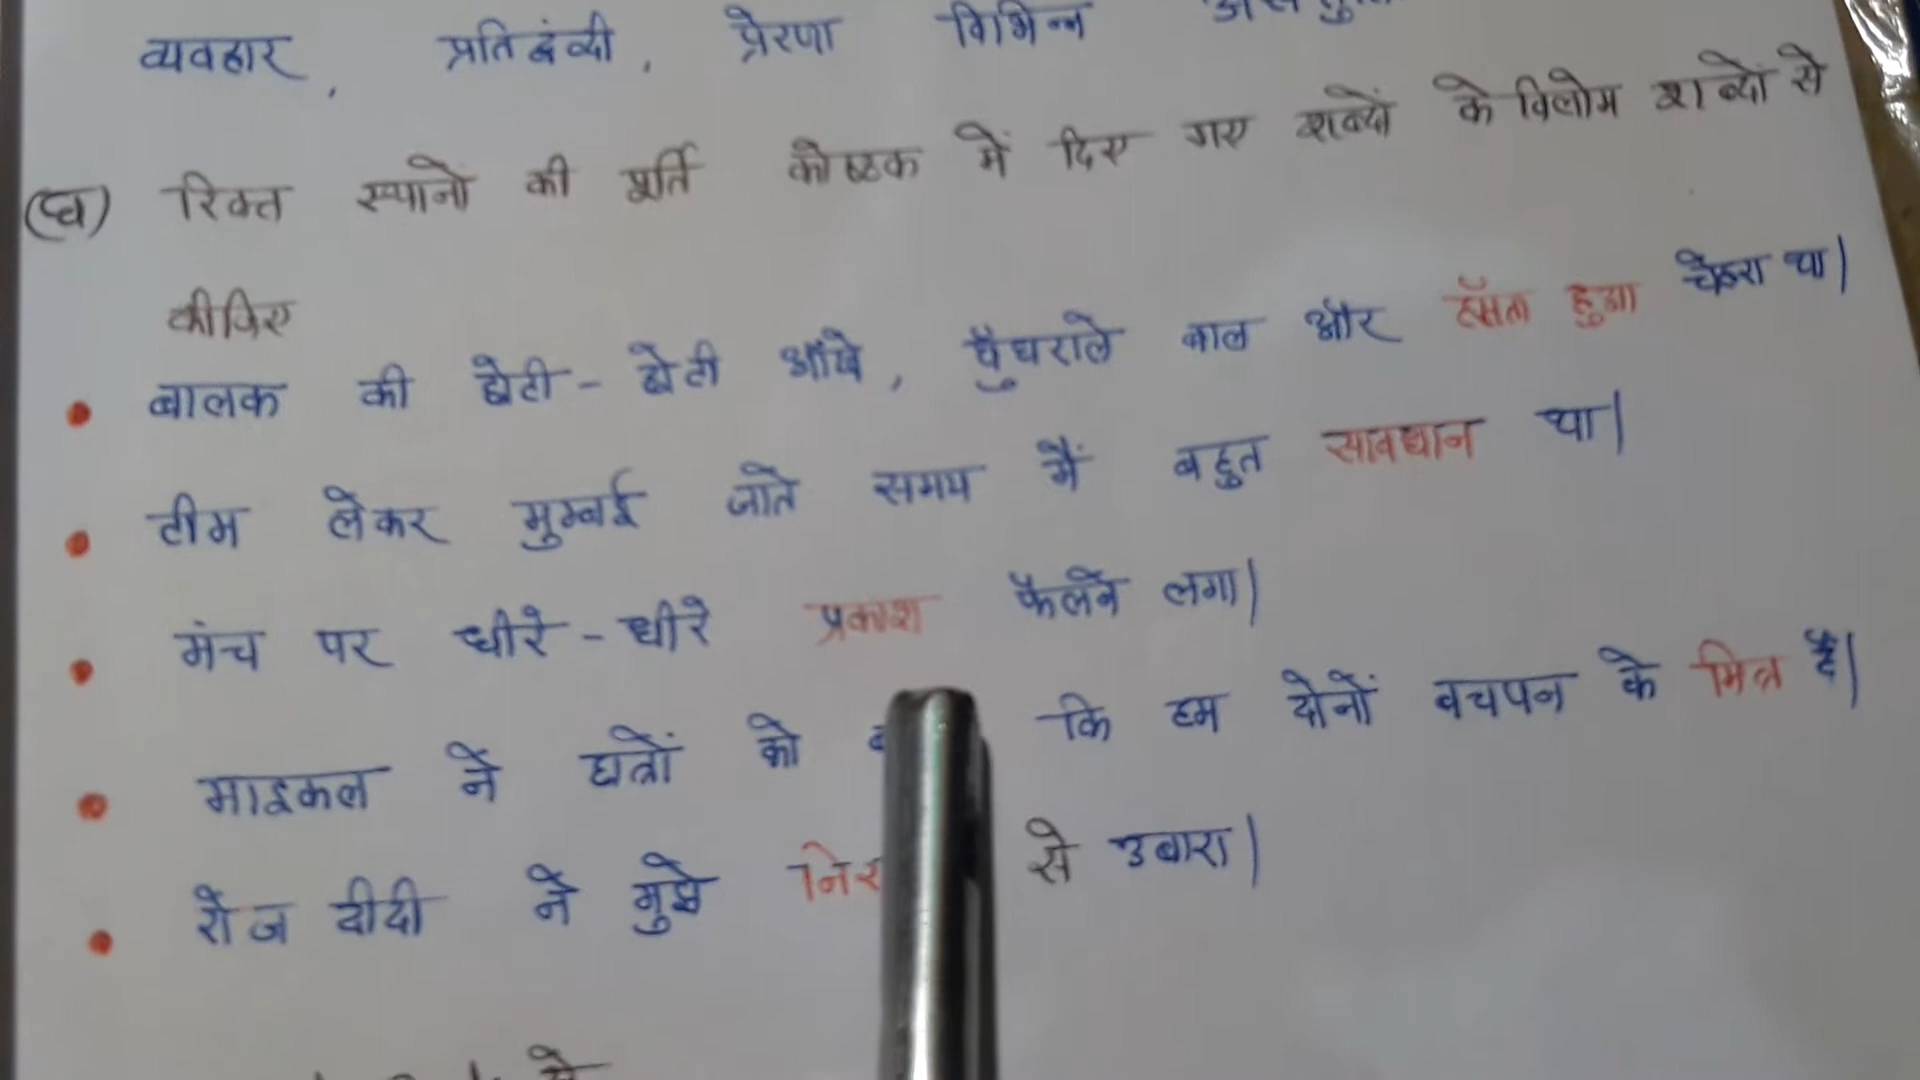 व्यवहार, प्रतिद्वंदी, प्रेरणा विभिन्न
(घ) रिक्त स्थानो की पूर्ति कोष्ठक में दिए गए शब्दों के विलोम शब्दों से
कीजिए
• बालक की छोटी - छोटी आँखे, घुँघराले बाल और हँसता हुआ चेहरा था|
• टीम लेकर मुम्बई जाते समय मैं बहुत सावधान था|
• मंच पर धीरे - धीरे प्रकाश फैलने लगा|
• माइकल ने छात्रों को कि हम दोनों बचपन के मित्र हैं|
• रोज दीदी ने मुझे से उबारा|